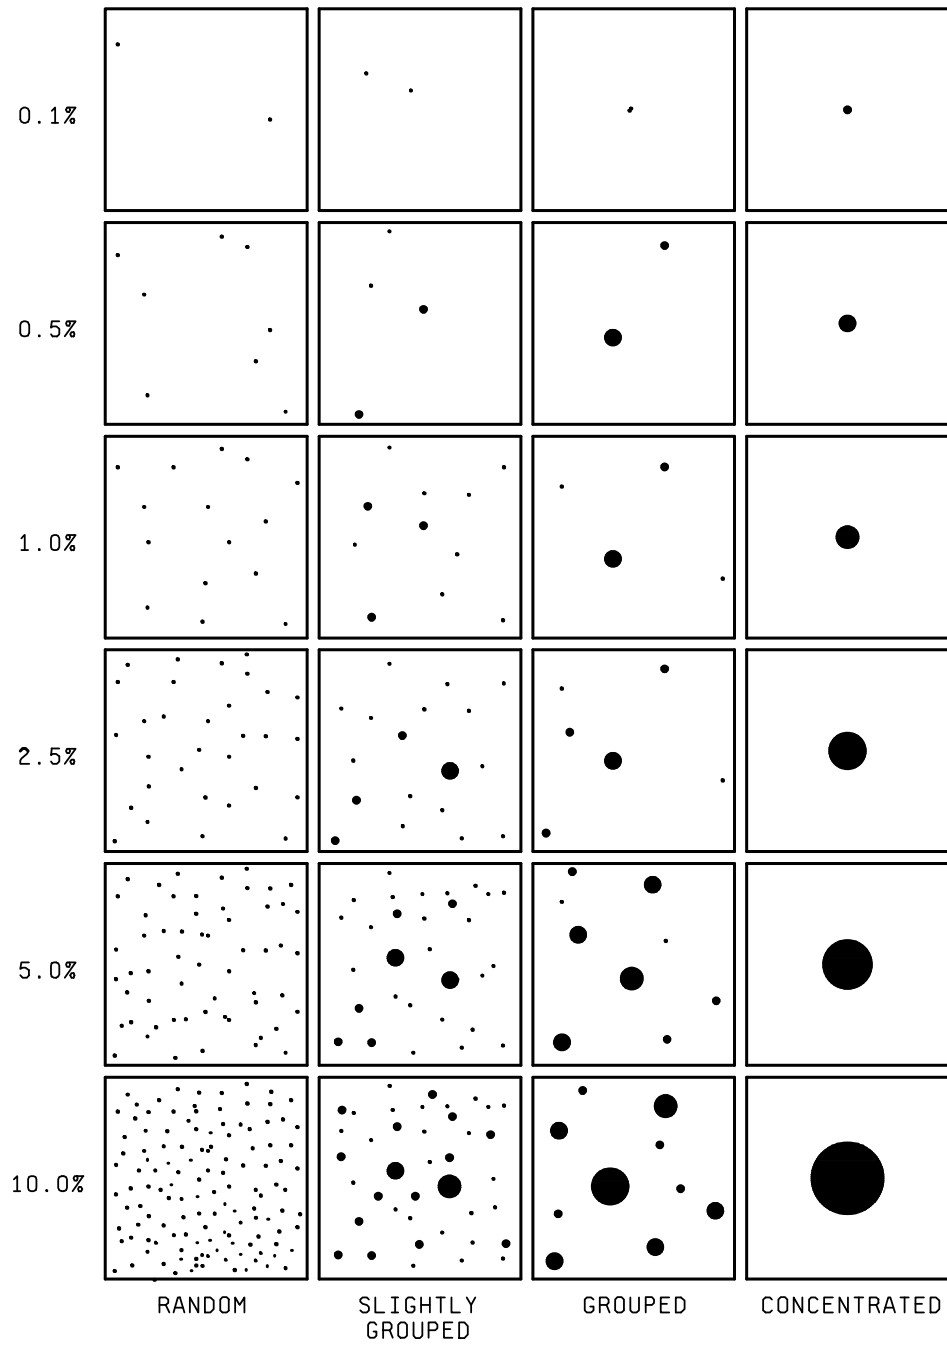 0.1%
0.5%
1.0%
2.5%
5.0%
10.0%
RANDOM
SLIGHTLY
GROUPED
GROUPED
CONCENTRATED